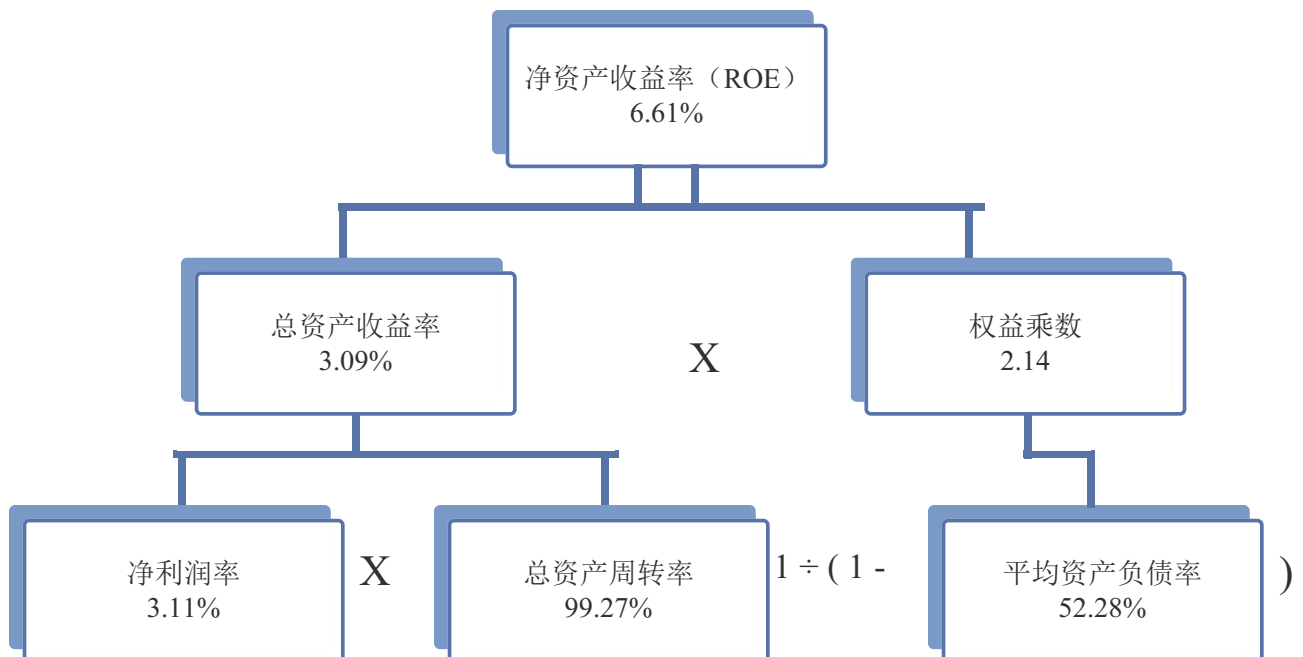 净资产收益率（ROE）
6.61%
总资产收益率
3.09%
X
权益乘数
2.14
净利润率
3.11%
X
总资产周转率
99.27%
1 ÷ ( 1 -
平均资产负债率
52.28%
)